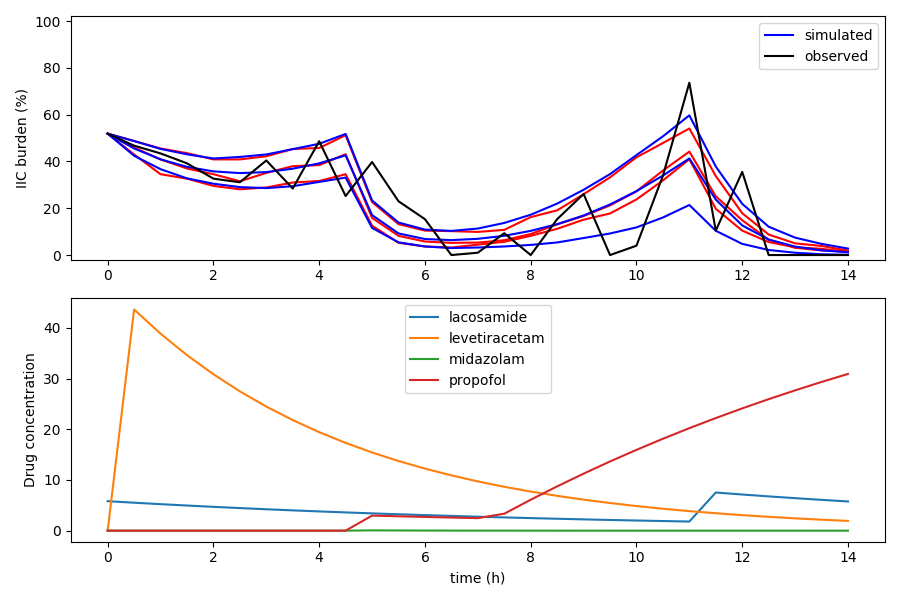 100
80
60
40
20
0
IIC burden (%)
simulated
observed
0 2 4 6 8 10 12 14
40
30
20
10
0
Drug concentration
lacosamide
levetiracetam
midazolam
propofol
0 2 4 6 8 10 12 14
time (h)